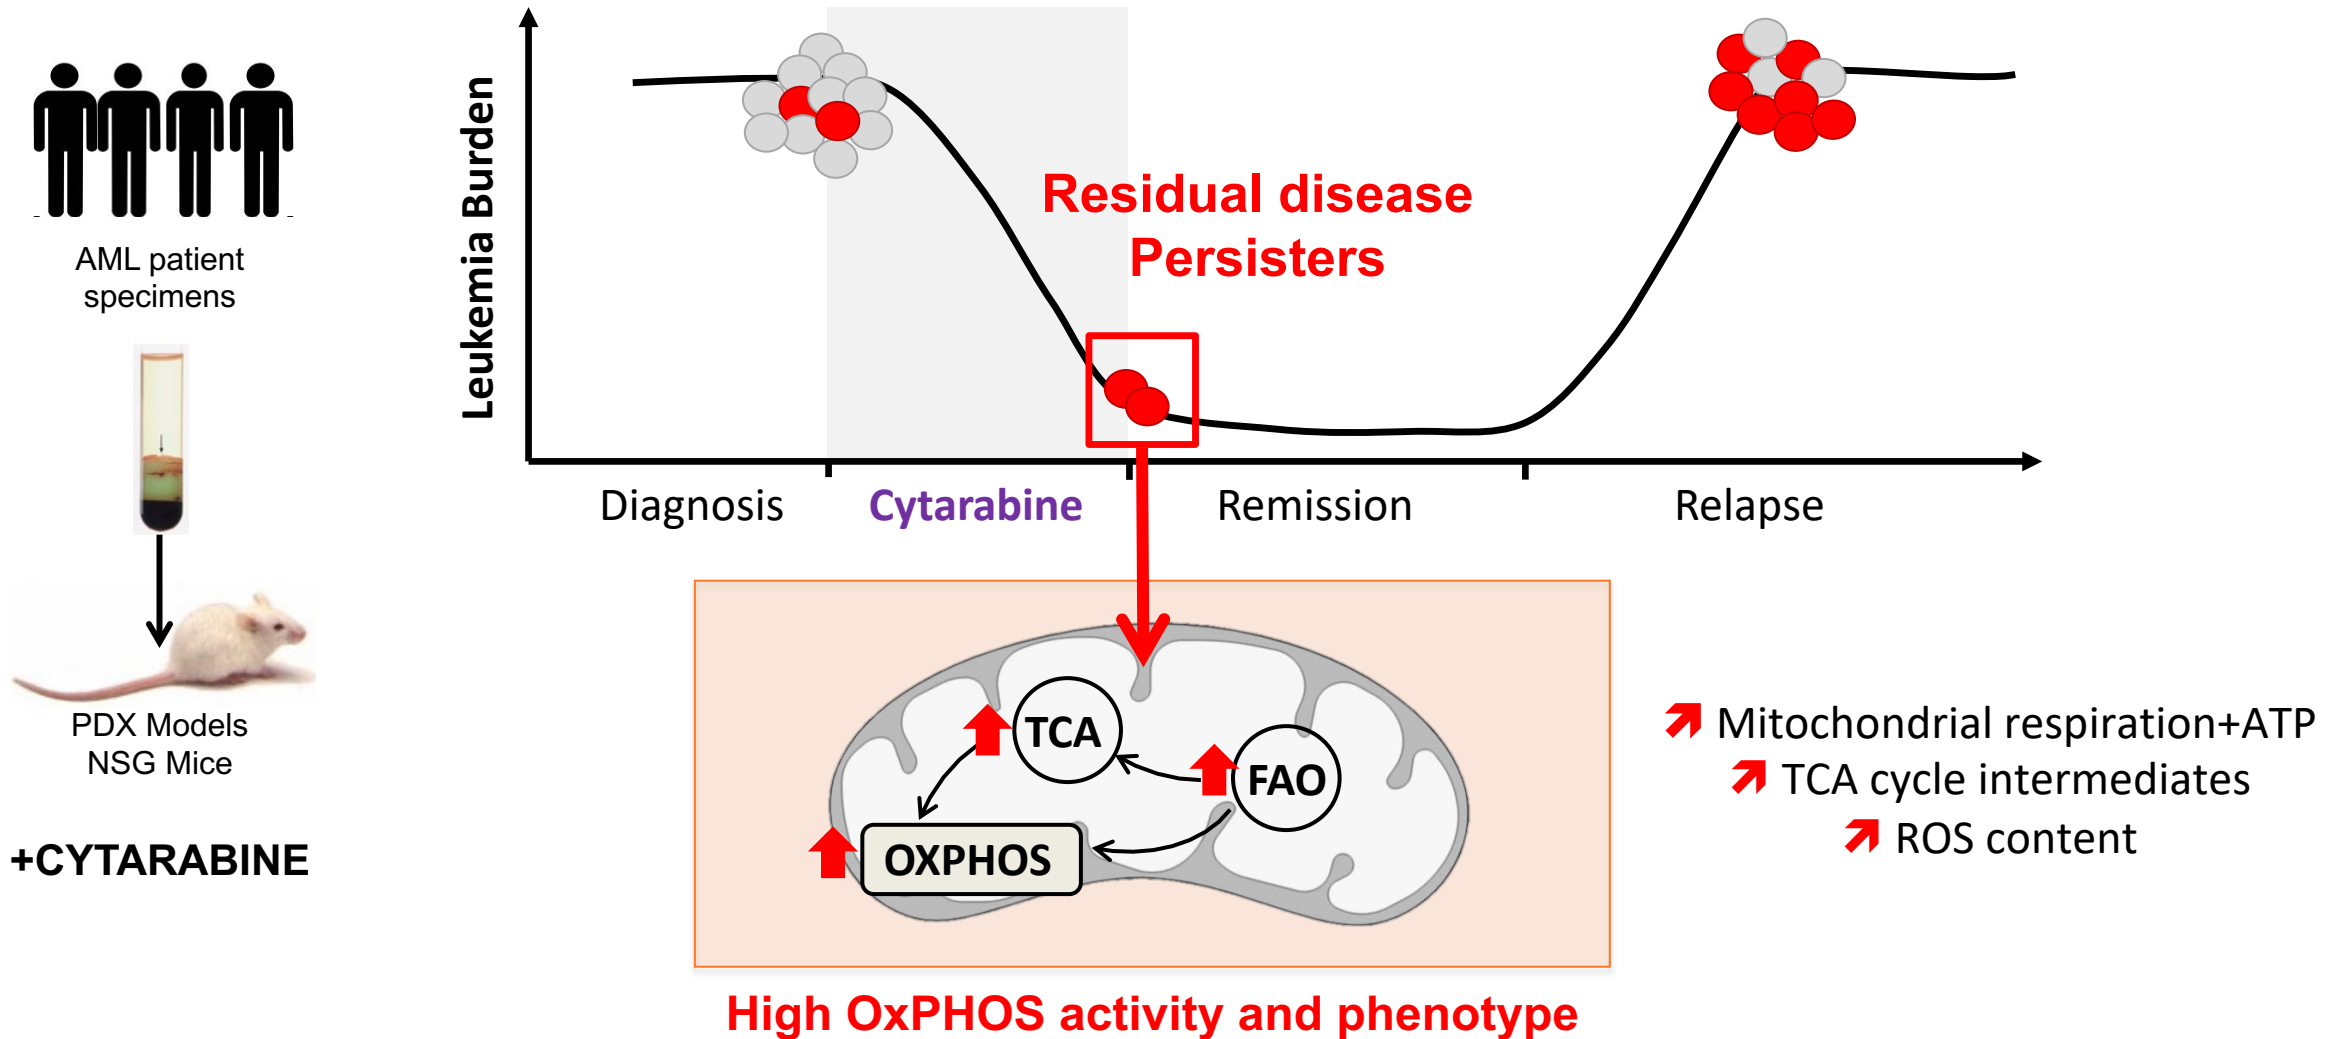 AML patient
specimens
PDX Models
NSG Mice
+CYTARABINE
Leukemia Burden
Residual disease
Persisters
Diagnosis
Cytarabine
Remission
Relapse
TCA
FAO
OXPHOS
High OxPHOS activity and phenotype
Mitochondrial respiration+ATP
TCA cycle intermediates
ROS content